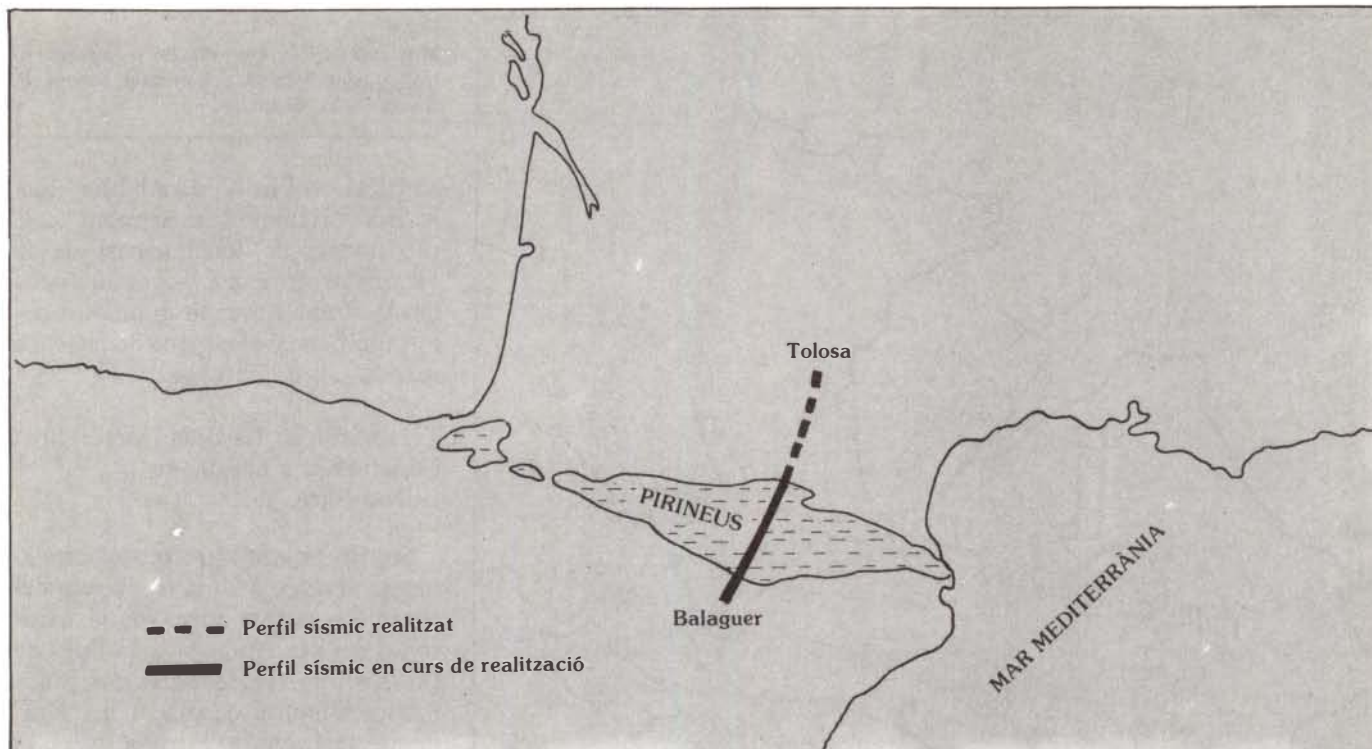 Tolosa
PIRINEUS
Balaguer
MAR MEDITERRÀNIA
Perfil sísmic realitzat
Perfil sísmic en curs de realització